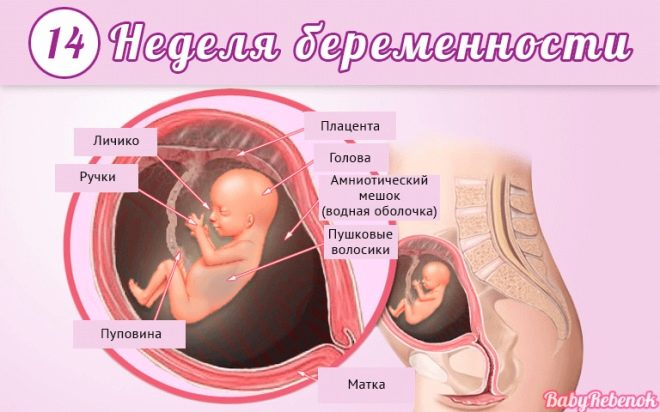 14 Неделя беременности
Плацента
Личико
Голова
Ручки
Амниотический
мешок
(водная оболочка)
Пушковые
волосики
Пуповина
Матка
BabyRebenok